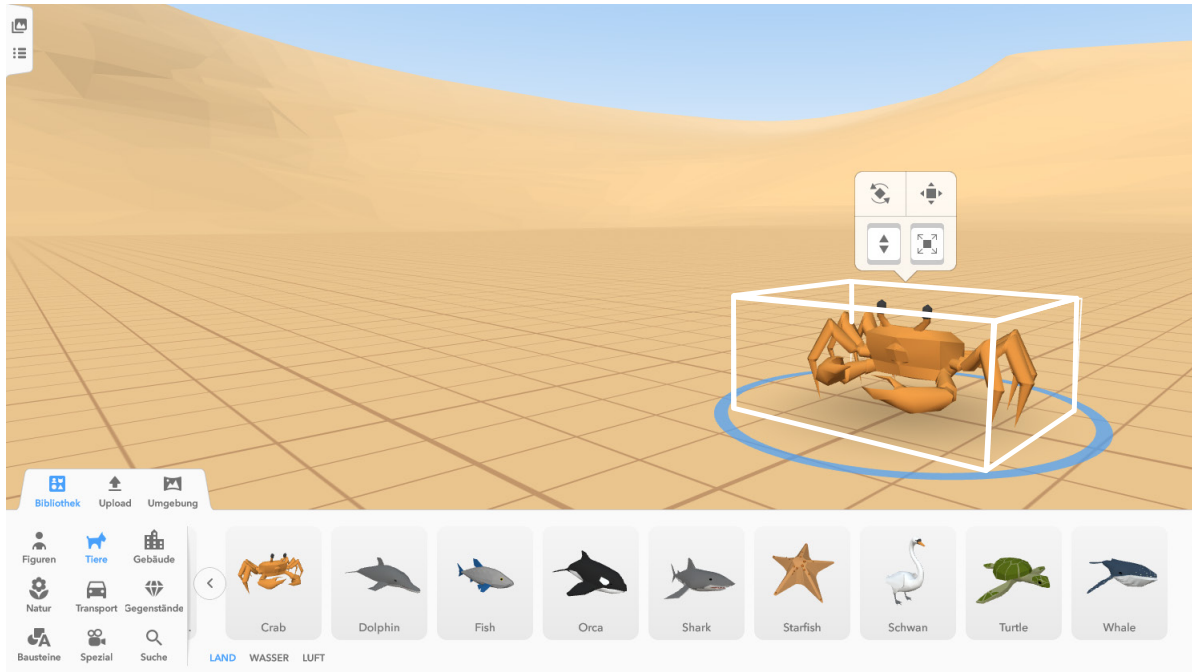 Bibliothek Upload Umgebung
Figuren Tiere Gebäude
Natur Transport Gegenstände
Bausteine Spezial Suche
Crab Dolphin Fish Orca Shark Starfish Schwan Turtle Whale
LAND WASSER LUFT